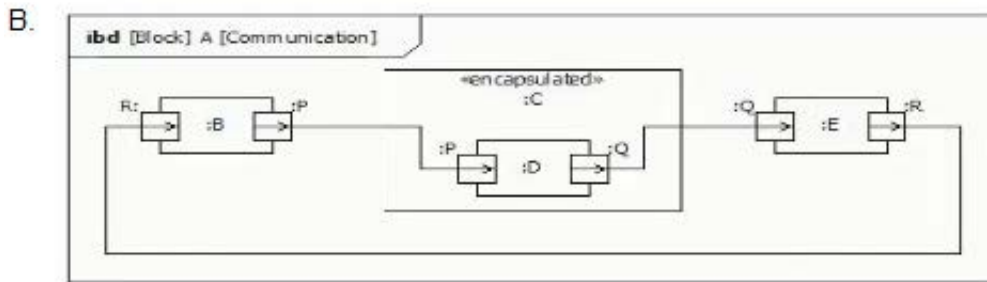 B.
ibd [Block] A [Communication]
«encapsulated»
:C
R:
:P
:Q
:R
:B
:E
:P
:Q
:D